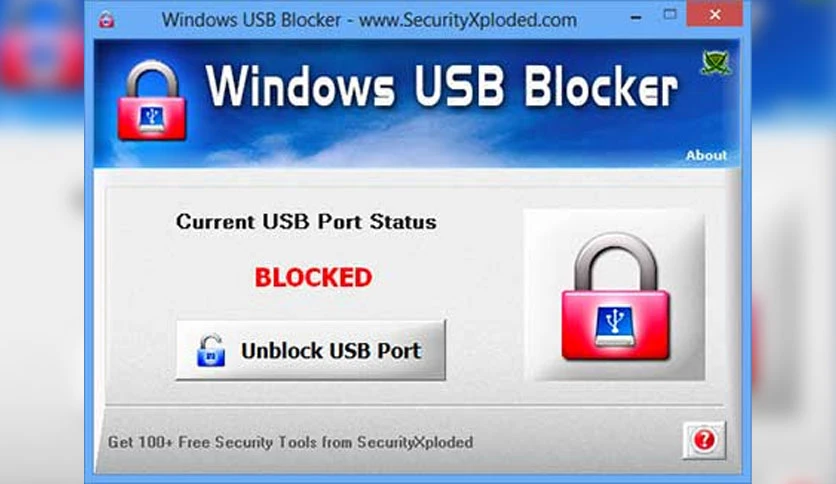 Windows USB Blocker - www.SecurityXploded.com
Windows USB Blocker
About
Current USB Port Status
BLOCKED
Unblock USB Port
Get 100+ Free Security Tools from SecurityXploded
?